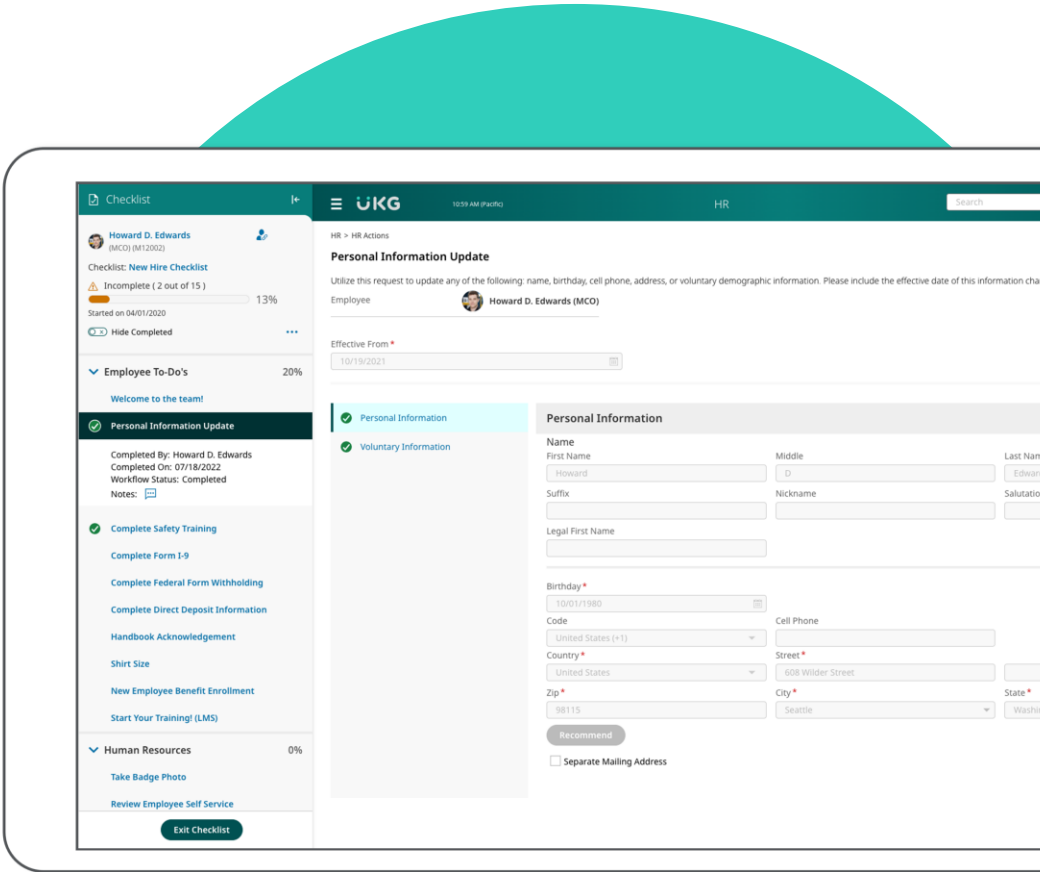 Checklist
Howard D. Edwards
(MCO) (M12002)
Checklist: New Hire Checklist
Incomplete ( 2 out of 15 )
13%
Started on 04/01/2020
Hide Completed
Employee To-Do's 20%
Welcome to the team!
Personal Information Update
Completed By: Howard D. Edwards
Completed On: 07/18/2022
Workflow Status: Completed
Notes:
Complete Safety Training
Complete Form I-9
Complete Federal Form Withholding
Complete Direct Deposit Information
Handbook Acknowledgement
Shirt Size
New Employee Benefit Enrollment
Start Your Training! (LMS)
Human Resources 0%
Take Badge Photo
Review Employee Self Service
Exit Checklist
UKG 10:59 AM (Pacific) HR Search
HR > HR Actions
Personal Information Update
Utilize this request to update any of the following: name, birthday, cell phone, address, or voluntary demographic information. Please include the effective date of this information cha
Employee Howard D. Edwards (MCO)
Effective From *
10/19/2021
Personal Information
Voluntary Information
Personal Information
Name
First Name Middle Last Nam
Howard D Edwar
Suffix Nickname Salutatio
Legal First Name
Birthday *
10/01/1980
Code Cell Phone
United States (+1)
Country * Street *
United States 608 Wilder Street
Zip * City * State *
98115 Seattle Washi
Recommend
Separate Mailing Address